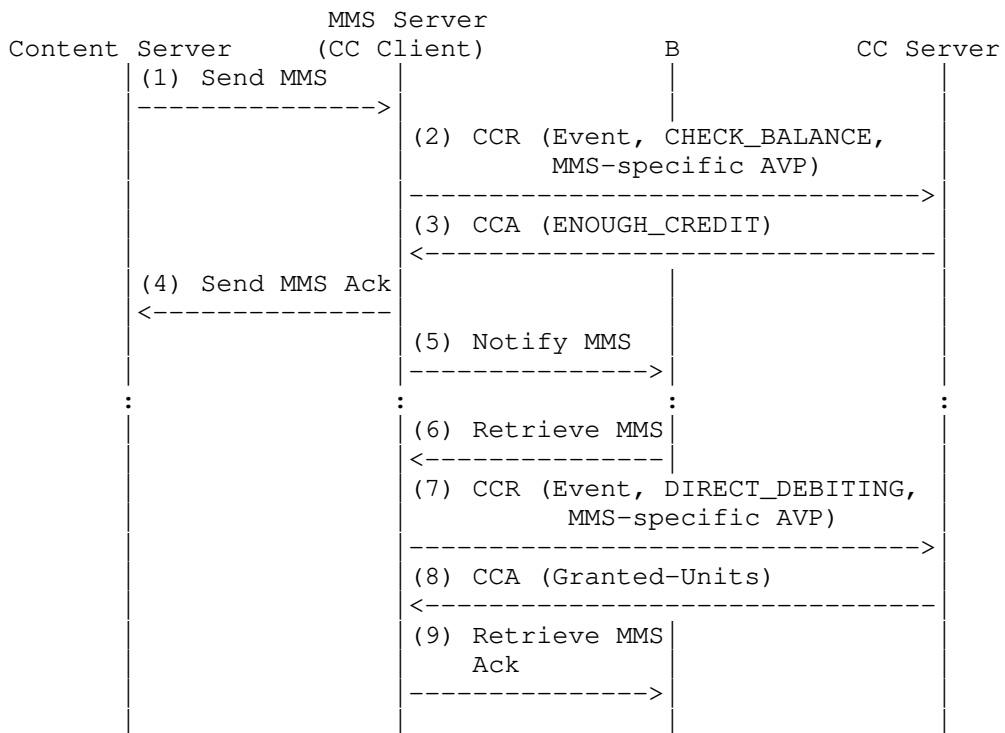 MMS Server
Content Server (CC Client) B CC Server
(1) Send MMS
(2) CCR (Event, CHECK_BALANCE,
MMS-specific AVP)
(3) CCA (ENOUGH_CREDIT)
(4) Send MMS Ack
(5) Notify MMS
(6) Retrieve MMS
(7) CCR (Event, DIRECT_DEBITING,
MMS-specific AVP)
(8) CCA (Granted-Units)
(9) Retrieve MMS
Ack